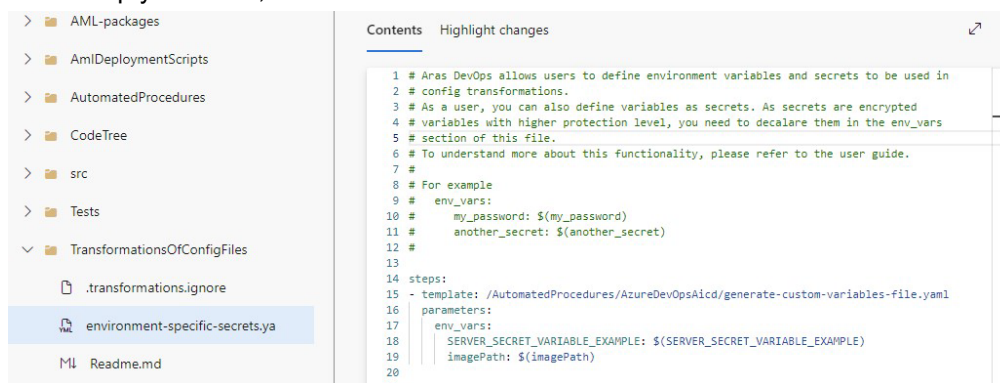 AML-packages
AmlDeploymentScripts
AutomatedProcedures
CodeTree
src
Tests
TransformationsOfConfigFiles
.transformations.ignore
environment-specific-secrets.ya
Readme.md
Contents Highlight changes
1 # Aras DevOps allows users to define environment variables and secrets to be used in
2 # config transformations.
3 # As a user, you can also define variables as secrets. As secrets are encrypted
4 # variables with higher protection level, you need to decalare them in the env_vars
5 # section of this file.
6 # To understand more about this functionality, please refer to the user guide.
7 #
8 # For example
9 #   env_vars:
10 #     my_password: $(my_password)
11 #     another_secret: $(another_secret)
12 #
13
14 steps:
15 - template: /AutomatedProcedures/AzureDevOpsAicd/generate-custom-variables-file.yaml
16   parameters:
17     env_vars:
18       SERVER_SECRET_VARIABLE_EXAMPLE: $(SERVER_SECRET_VARIABLE_EXAMPLE)
19       imagePath: $(imagePath)
20